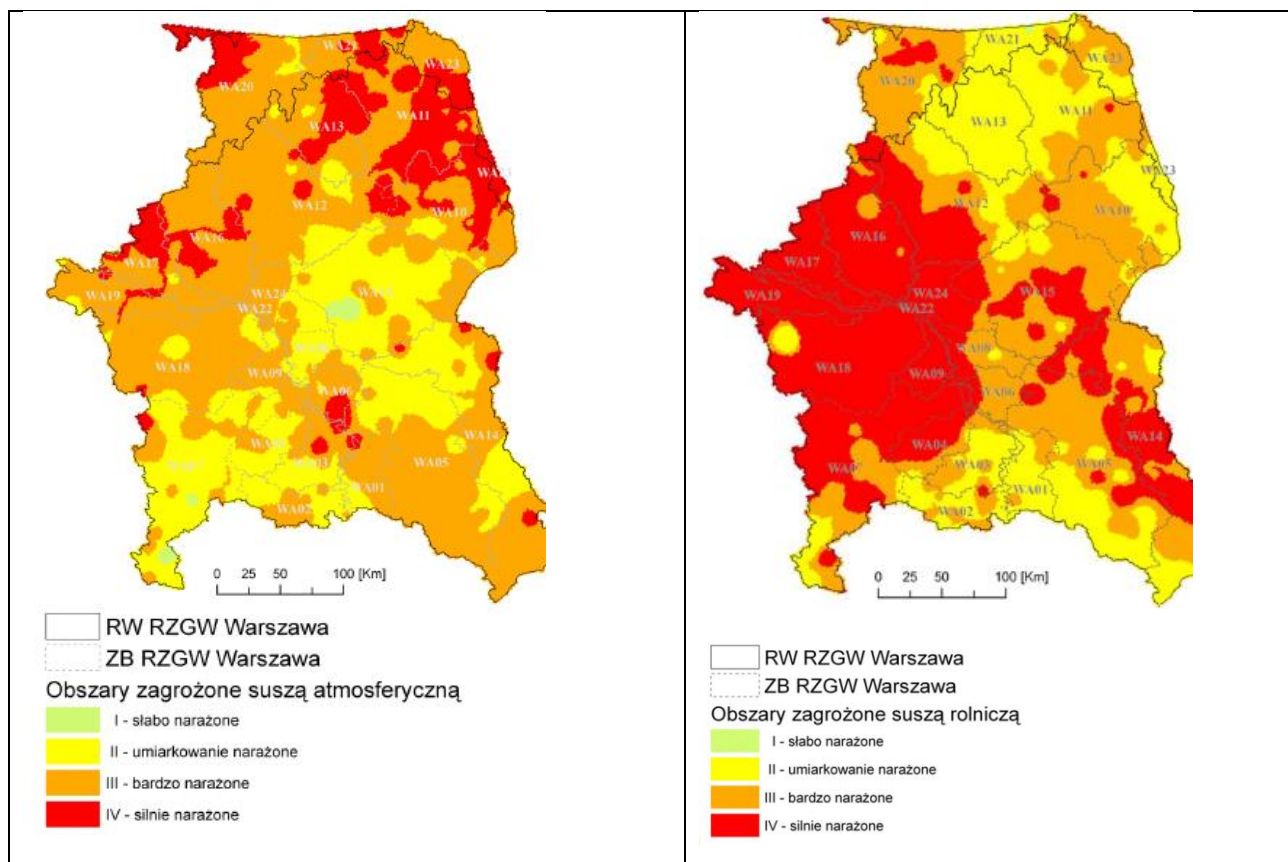 WA20
WA21
WA23
WA13
WA11
WA12
WA10
WA16
WA17
WA19
WA24
WA22
WA15
WA18
WA09
WA06
WA14
WA05
WA03
WA01
WA02
0 25 50 100 [Km]
RW RZGW Warszawa
ZB RZGW Warszawa
Obszary zagrożone suszą atmosferyczną
I - słabo narażone
II - umiarkowanie narażone
III - bardzo narażone
IV - silnie narażone
WA21
WA20
WA23
WA13
WA11
WA23
WA12
WA10
WA16
WA17
WA19
WA24
WA22
WA15
WA18
WA08
WA09
WA06
WA04
WA14
WA03
WA05
WA01
WA02
0 25 50 100 [Km]
RW RZGW Warszawa
ZB RZGW Warszawa
Obszary zagrożone suszą rolniczą
I - słabo narażone
II - umiarkowanie narażone
III - bardzo narażone
IV - silnie narażone